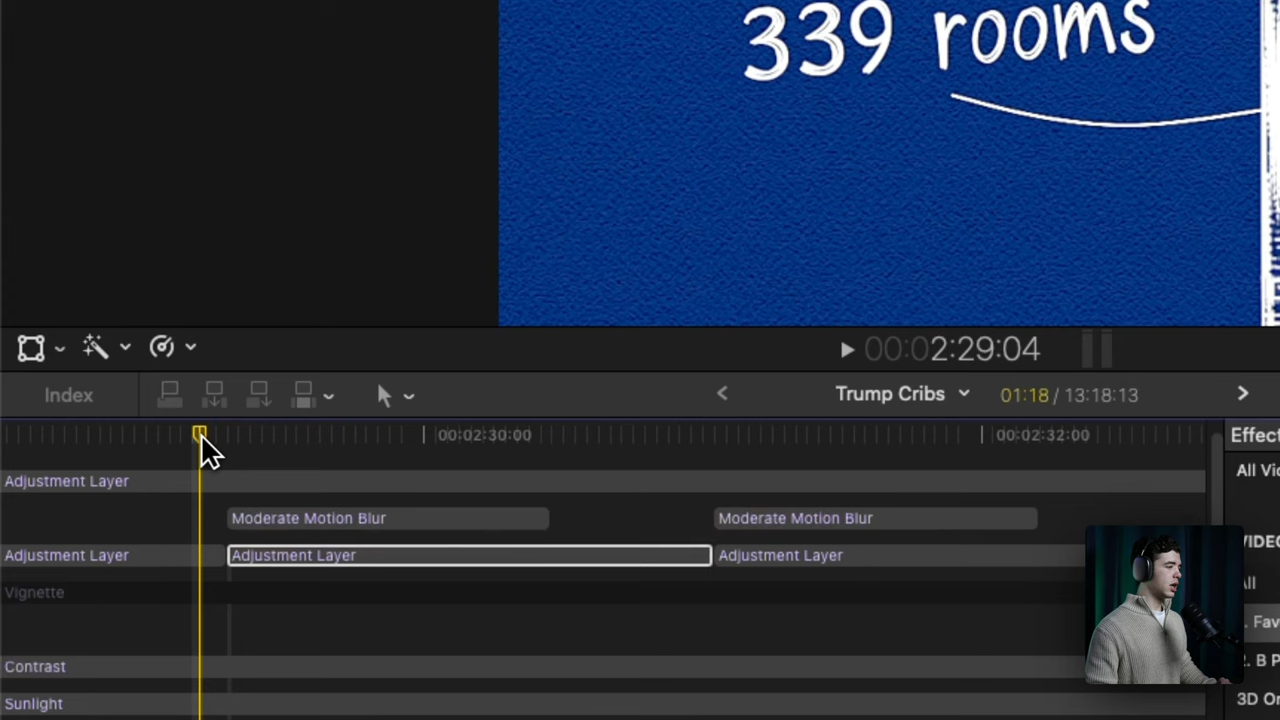 339 rooms
00:02:29:04
Index
Trump Cribs
01:18 / 13:18:13
00:02:30:00
00:02:32:00
Effect
Adjustment Layer
All Vi
Moderate Motion Blur
Moderate Motion Blur
Adjustment Layer
Adjustment Layer
Adjustment Layer
VIDEO
Vignette
All
. Fav
Contrast
2. B P
Sunlight
3D Or